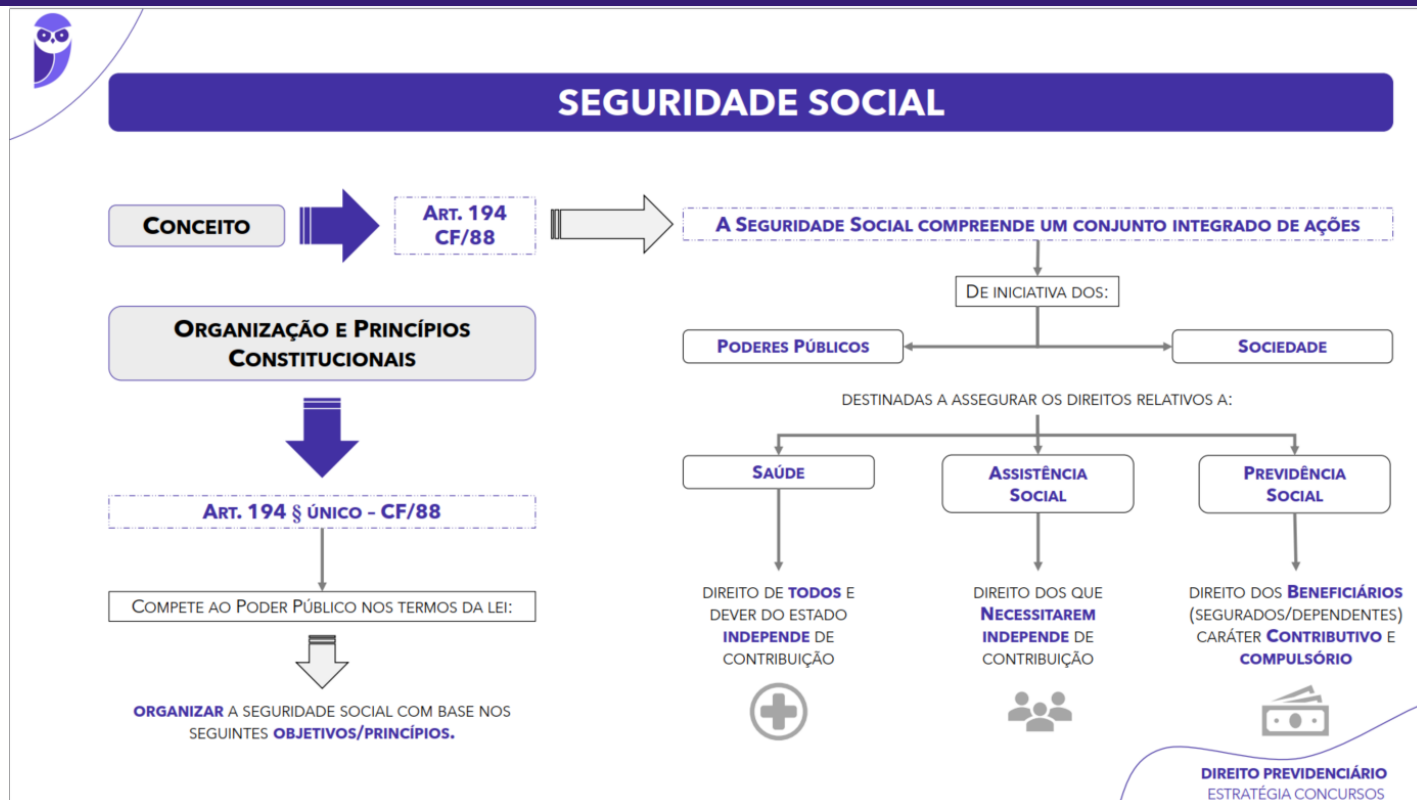 SEGURIDADE SOCIAL
CONCEITO
ART. 194
CF/88
A SEGURIDADE SOCIAL COMPREENDE UM CONJUNTO INTEGRADO DE AÇÕES
DE INICIATIVA DOS:
PODERES PÚBLICOS
SOCIEDADE
DESTINADAS A ASSEGURAR OS DIREITOS RELATIVOS A:
SAÚDE
ASSISTÊNCIA
SOCIAL
PREVIDÊNCIA
SOCIAL
DIREITO DE TODOS E
DEVER DO ESTADO
INDEPENDE DE
CONTRIBUIÇÃO
DIREITO DOS QUE
NECESSITAREM
INDEPENDE DE
CONTRIBUIÇÃO
DIREITO DOS BENEFICIÁRIOS
(SEGURADOS/DEPENDENTES)
CARÁTER CONTRIBUTIVO E
COMPULSÓRIO
ORGANIZAÇÃO E PRINCÍPIOS
CONSTITUCIONAIS
ART. 194 § ÚNICO - CF/88
COMPETE AO PODER PÚBLICO NOS TERMOS DA LEI:
ORGANIZAR A SEGURIDADE SOCIAL COM BASE NOS
SEGUINTES OBJETIVOS/PRINCÍPIOS.
DIREITO PREVIDENCIÁRIO
ESTRATÉGIA CONCURSOS